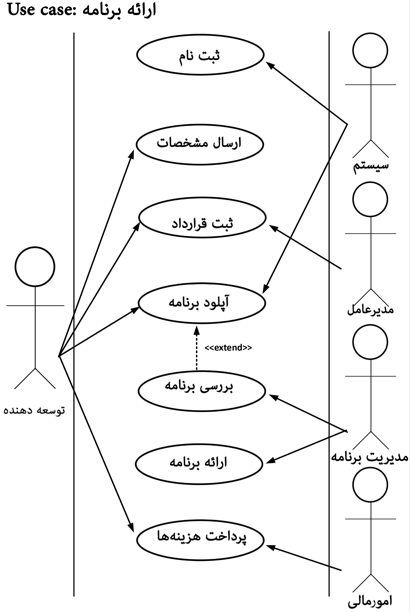 Use case: ارائه برنامه
ثبت نام
ارسال مشخصات
سیستم
ثبت قرارداد
آپلود برنامه
مدیرعامل
<<extend>>
بررسی برنامه
توسعه دهنده
ارائه برنامه
مدیریت برنامه
پرداخت هزینه‌ها
امورمالی